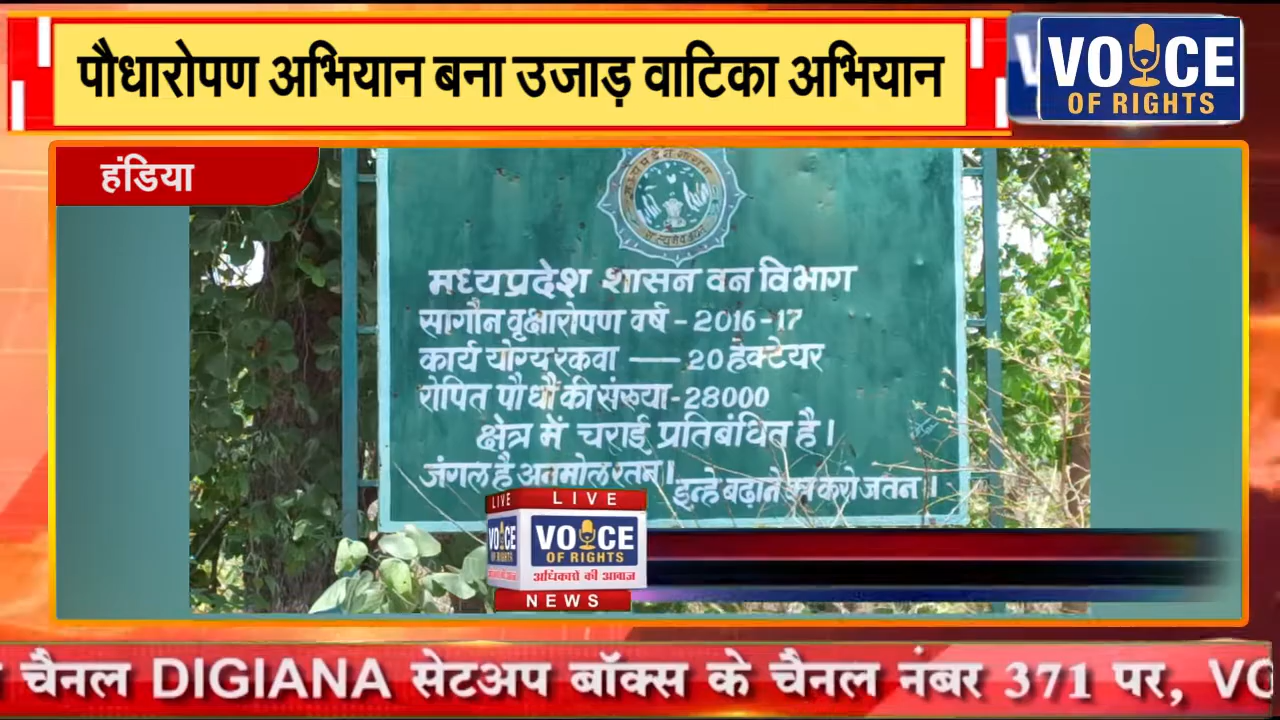 पौधारोपण अभियान बना उजाड़ वाटिका अभियान
VOICE
OF RIGHTS
हंडिया
मध्यप्रदेश शासन वन विभाग
सागौन वृक्षारोपण वर्ष - 2016-17
कार्य योग्य रकवा — 20 हेक्टेयर
रोपित पौधों की संख्या - 28000
क्षेत्र में चराई प्रतिबंधित है।
जंगल है अनमोल रतन। इन्हे बढ़ाने का करो जतन।
LIVE LIVE
VOICE
OF RIGHTS
अधिकारो की आवाज
NEWS
चैनल DIGIANA सेटअप बॉक्स के चैनल नंबर 371 पर, VO